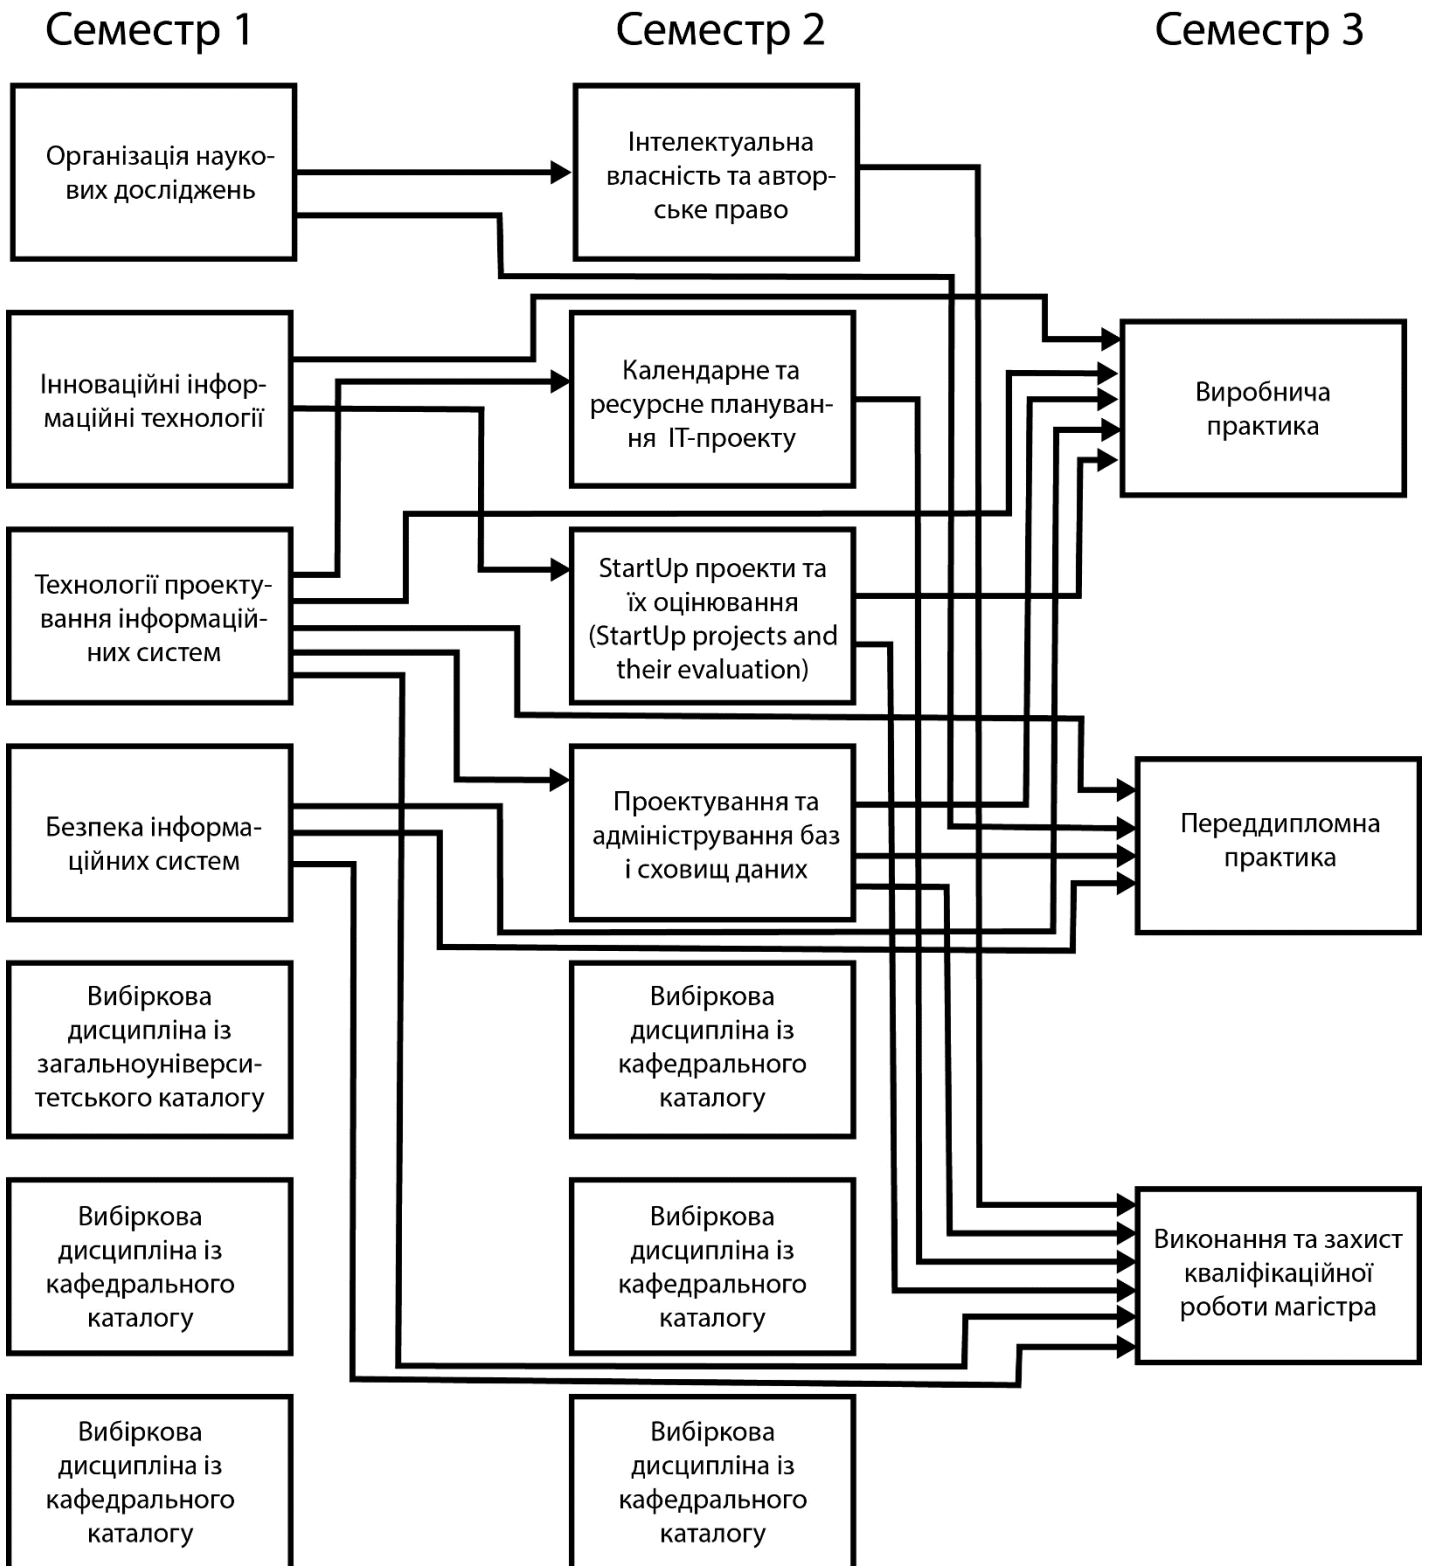 Семестр 1
Семестр 2
Семестр 3
Організація науко-
вих досліджень
Інтелектуальна
власність та автор-
ське право
Інноваційні інфор-
маційні технології
Календарне та
ресурсне плануван-
ня ІТ-проекту
Виробнича
практика
Технології проекту-
вання інформацій-
них систем
StartUp проекти та
їх оцінювання
(StartUp projects and
their evaluation)
Безпека інформа-
ційних систем
Проектування та
адміністрування баз
і сховищ даних
Переддипломна
практика
Вибіркова
дисципліна із
загальноуніверси-
тетського каталогу
Вибіркова
дисципліна із
кафедрального
каталогу
Вибіркова
дисципліна із
кафедрального
каталогу
Вибіркова
дисципліна із
кафедрального
каталогу
Виконання та захист
кваліфікаційної
роботи магістра
Вибіркова
дисципліна із
кафедрального
каталогу
Вибіркова
дисципліна із
кафедрального
каталогу